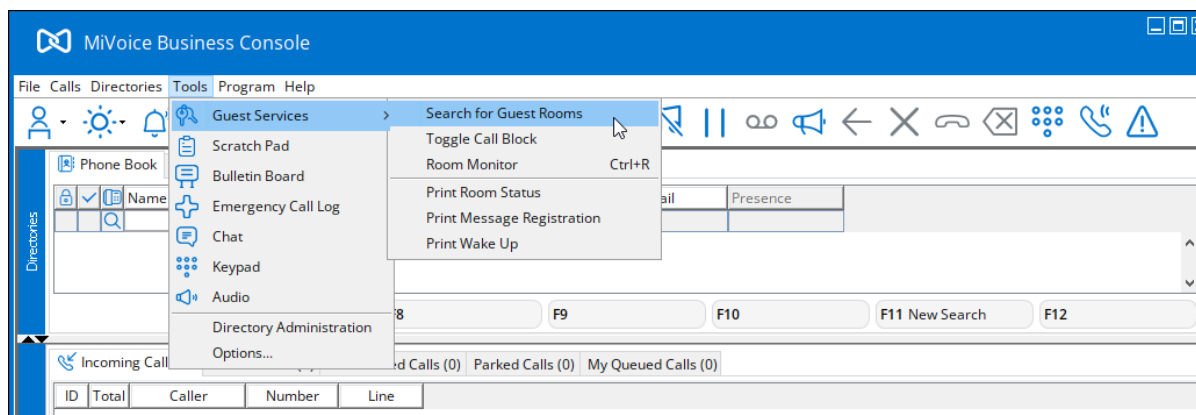 MiVoice Business Console
File Calls Directories Tools Program Help
Guest Services
Search for Guest Rooms
Scratch Pad
Toggle Call Block
Bulletin Board
Room Monitor Ctrl+R
Emergency Call Log
Print Room Status
Chat
Print Message Registration
Keypad
Print Wake Up
Audio
Directory Administration
Options...
Phone Book
Name
ail
Presence
Directories
F8
F9
F10
F11 New Search
F12
Incoming Call
ed Calls (0)
Parked Calls (0)
My Queued Calls (0)
ID Total Caller Number Line